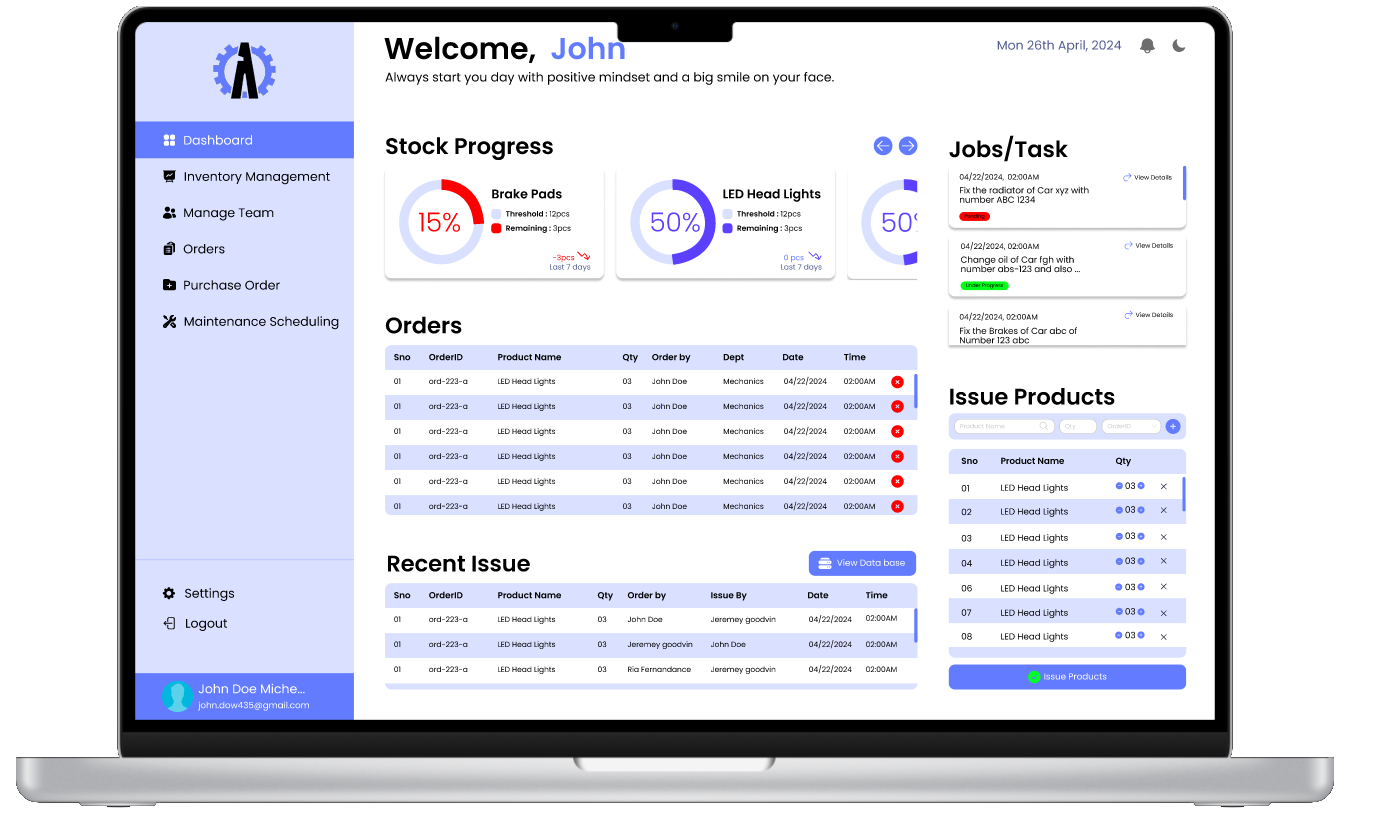 Welcome, John
Always start you day with positive mindset and a big smile on your face.
Mon 26th April, 2024
Dashboard
Inventory Management
Manage Team
Orders
Purchase Order
Maintenance Scheduling
Settings
Logout
John Doe Miche...
john.dow435@gmail.com
Stock Progress
15%
Brake Pads
Threshold : 12pcs
Remaining : 3pcs
-3pcs
Last 7 days
50%
LED Head Lights
Threshold : 12pcs
Remaining : 3pcs
0 pcs
Last 7 days
50%
Orders
Sno OrderID Product Name Qty Order by Dept Date Time
01 ord-223-a LED Head Lights 03 John Doe Mechanics 04/22/2024 02:00AM
01 ord-223-a LED Head Lights 03 John Doe Mechanics 04/22/2024 02:00AM
01 ord-223-a LED Head Lights 03 John Doe Mechanics 04/22/2024 02:00AM
01 ord-223-a LED Head Lights 03 John Doe Mechanics 04/22/2024 02:00AM
01 ord-223-a LED Head Lights 03 John Doe Mechanics 04/22/2024 02:00AM
01 ord-223-a LED Head Lights 03 John Doe Mechanics 04/22/2024 02:00AM
Recent Issue
View Data base
Sno OrderID Product Name Qty Order by Issue By Date Time
01 ord-223-a LED Head Lights 03 John Doe Jeremey goodvin 04/22/2024 02:00AM
01 ord-223-a LED Head Lights 03 Jeremey goodvin John Doe 04/22/2024 02:00AM
01 ord-223-a LED Head Lights 03 Ria Fernandance Jeremey goodvin 04/22/2024 02:00AM
Jobs/Task
04/22/2024, 02:00AM View Details
Fix the radiator of Car xyz with
number ABC 1234
Pending
04/22/2024, 02:00AM View Details
Change oil of Car fgh with
number abs-123 and also ...
Under Progress
04/22/2024, 02:00AM View Details
Fix the Brakes of Car abc of
Number 123 abc
Issue Products
Product Name Qty OrderID
Sno Product Name Qty
01 LED Head Lights 03
02 LED Head Lights 03
03 LED Head Lights 03
04 LED Head Lights 03
06 LED Head Lights 03
07 LED Head Lights 03
08 LED Head Lights 03
Issue Products